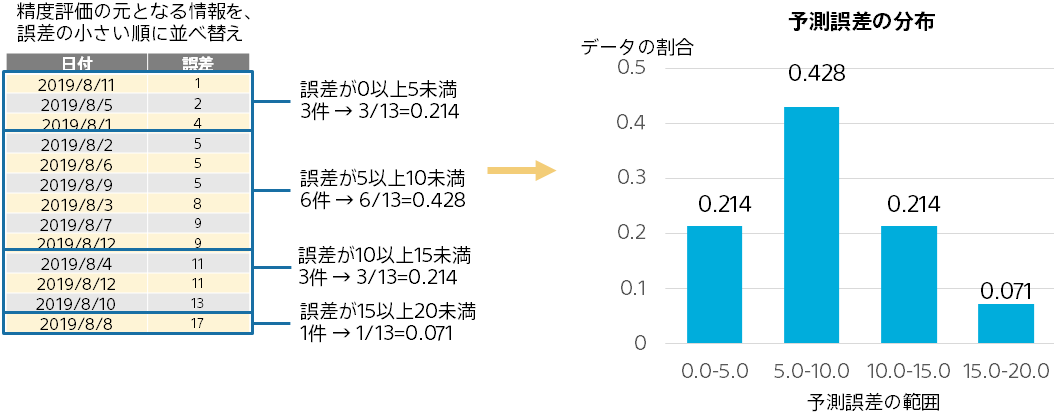 精度評価の元となる情報を、
誤差の小さい順に並べ替え
日付 誤差
2019/8/11 1
2019/8/5 2
2019/8/1 4
2019/8/2 5
2019/8/6 5
2019/8/9 5
2019/8/3 8
2019/8/7 9
2019/8/12 9
2019/8/4 11
2019/8/12 11
2019/8/10 13
2019/8/8 17
誤差が0以上5未満
3件 → 3/13=0.214
誤差が5以上10未満
6件 → 6/13=0.428
誤差が10以上15未満
3件 → 3/13=0.214
誤差が15以上20未満
1件 → 1/13=0.071
予測誤差の分布
データの割合
0.5
0.4
0.3
0.2
0.1
0
0.214
0.428
0.214
0.071
0.0-5.0 5.0-10.0 10.0-15.0 15.0-20.0
予測誤差の範囲